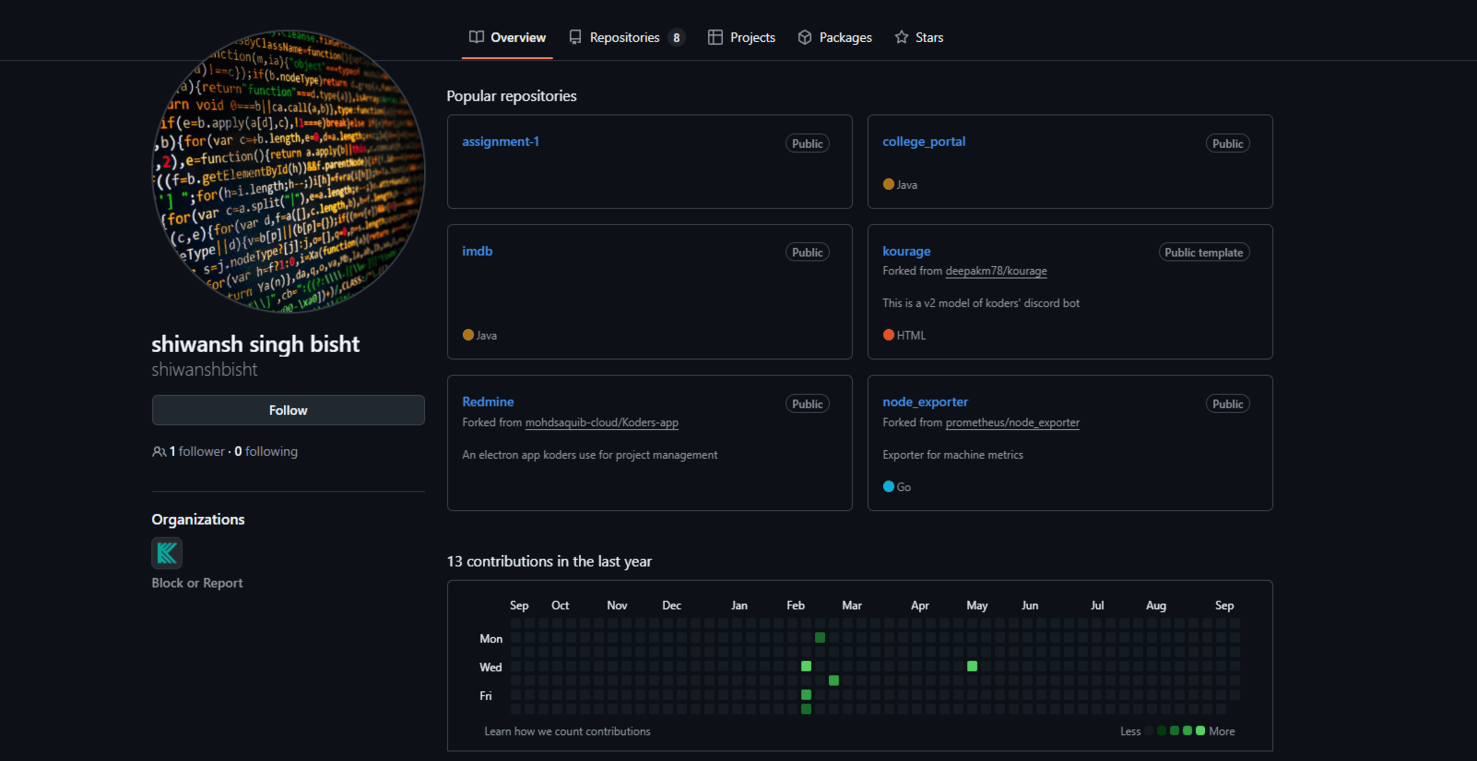 Overview Repositories 8 Projects Packages Stars
shiwansh singh bisht
shiwanshbisht
Follow
1 follower · 0 following
Organizations
Block or Report
Popular repositories
assignment-1 Public
college_portal Public
Java
imdb Public
Java
kourage Public template
Forked from deepakm78/kourage
This is a v2 model of koders' discord bot
HTML
Redmine Public
Forked from mohdsaquib-cloud/Koders-app
An electron app koders use for project management
node_exporter Public
Forked from prometheus/node_exporter
Exporter for machine metrics
Go
13 contributions in the last year
Sep Oct Nov Dec Jan Feb Mar Apr May Jun Jul Aug Sep
Mon
Wed
Fri
Learn how we count contributions Less More